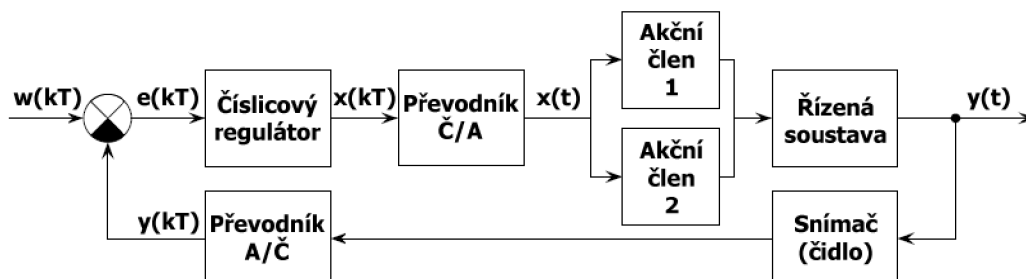 w(kT)
e(kT)
Číslicový
regulátor
x(kT)
Převodník
Č/A
x(t)
Akční
člen
1
Akční
člen
2
Řízená
soustava
y(t)
y(kT)
Převodník
A/Č
Snímač
(čidlo)